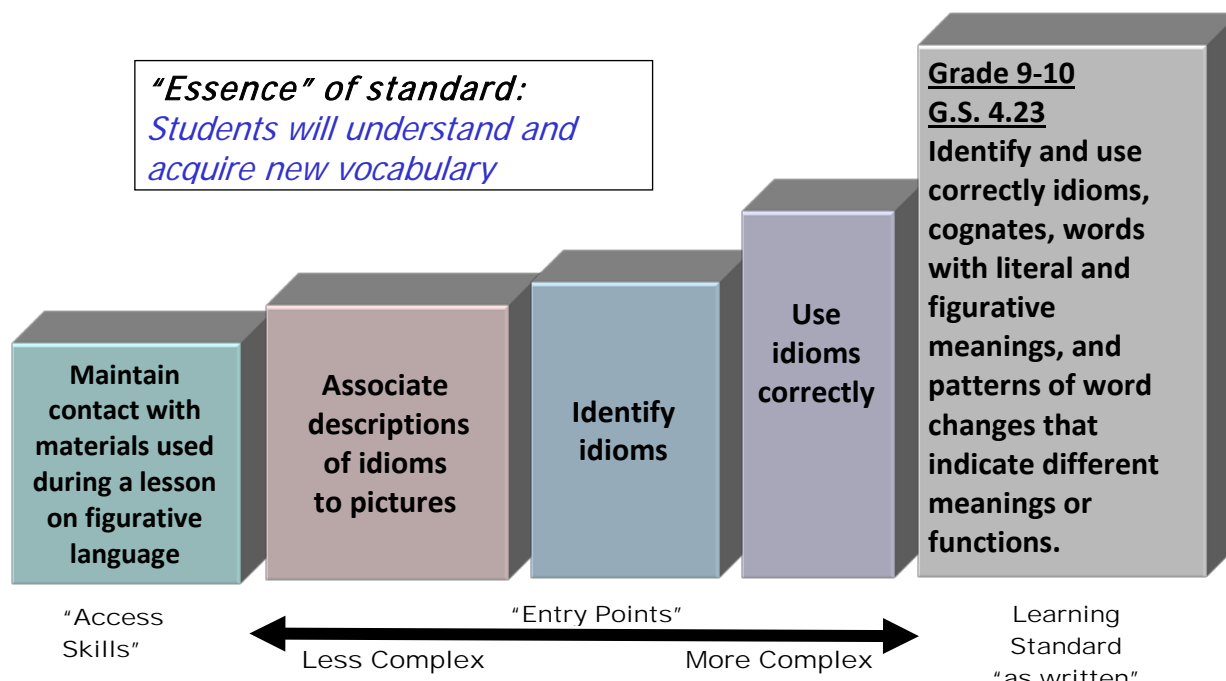 “Essence” of standard:
Students will understand and
acquire new vocabulary
Maintain
contact with
materials used
during a lesson
on figurative
language
Associate
descriptions
of idioms
to pictures
Identify
idioms
Use
idioms
correctly
Grade 9-10
G.S. 4.23
Identify and use
correctly idioms,
cognates, words
with literal and
figurative
meanings, and
patterns of word
changes that
indicate different
meanings or
functions.
“Access
Skills”
“Entry Points”
Less Complex
More Complex
Learning
Standard
“as written”